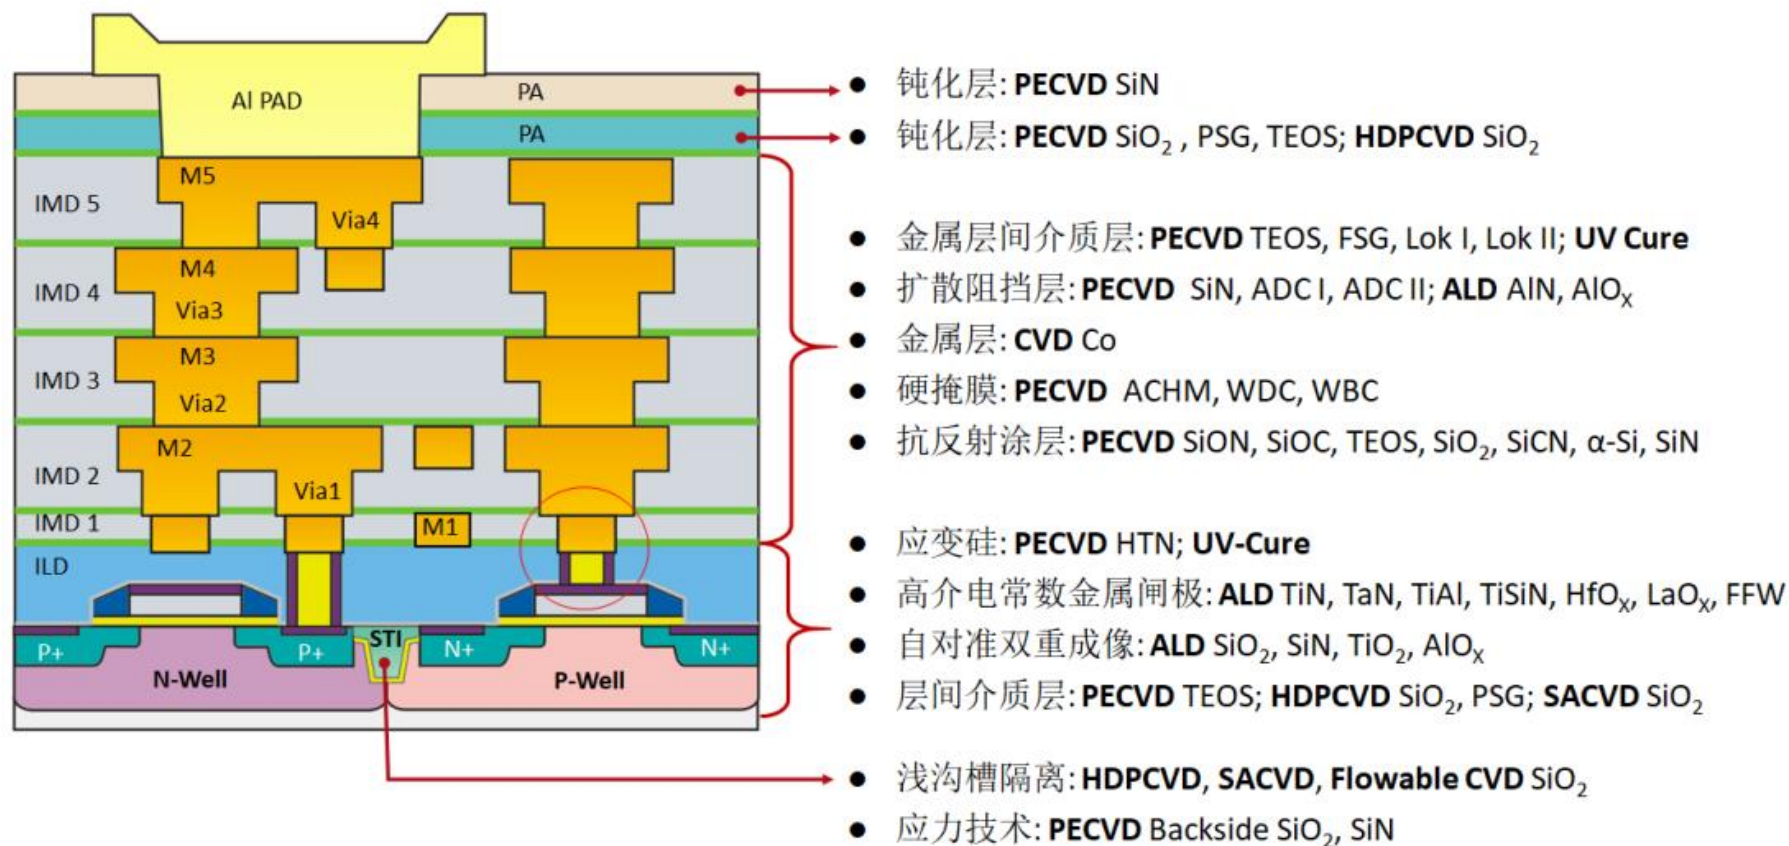 Al PAD
PA
PA
M5
IMD 5
Via4
M4
IMD 4
Via3
M3
IMD 3
Via2
M2
IMD 2
Via1
IMD 1
M1
ILD
STI
P+
P+
N+
N+
N-Well
P-Well
● 钝化层: PECVD SiN
● 钝化层: PECVD SiO₂ , PSG, TEOS; HDPCVD SiO₂
● 金属层间介质层: PECVD TEOS, FSG, Lok I, Lok II; UV Cure
● 扩散阻挡层: PECVD SiN, ADC I, ADC II; ALD AlN, AlOₓ
● 金属层: CVD Co
● 硬掩膜: PECVD ACHM, WDC, WBC
● 抗反射涂层: PECVD SiON, SiOC, TEOS, SiO₂, SiCN, α-Si, SiN
● 应变硅: PECVD HTN; UV-Cure
● 高介电常数金属闸极: ALD TiN, TaN, TiAl, TiSiN, HfOₓ, LaOₓ, FFW
● 自对准双重成像: ALD SiO₂, SiN, TiO₂, AlOₓ
● 层间介质层: PECVD TEOS; HDPCVD SiO₂, PSG; SACVD SiO₂
● 浅沟槽隔离: HDPCVD, SACVD, Flowable CVD SiO₂
● 应力技术: PECVD Backside SiO₂, SiN